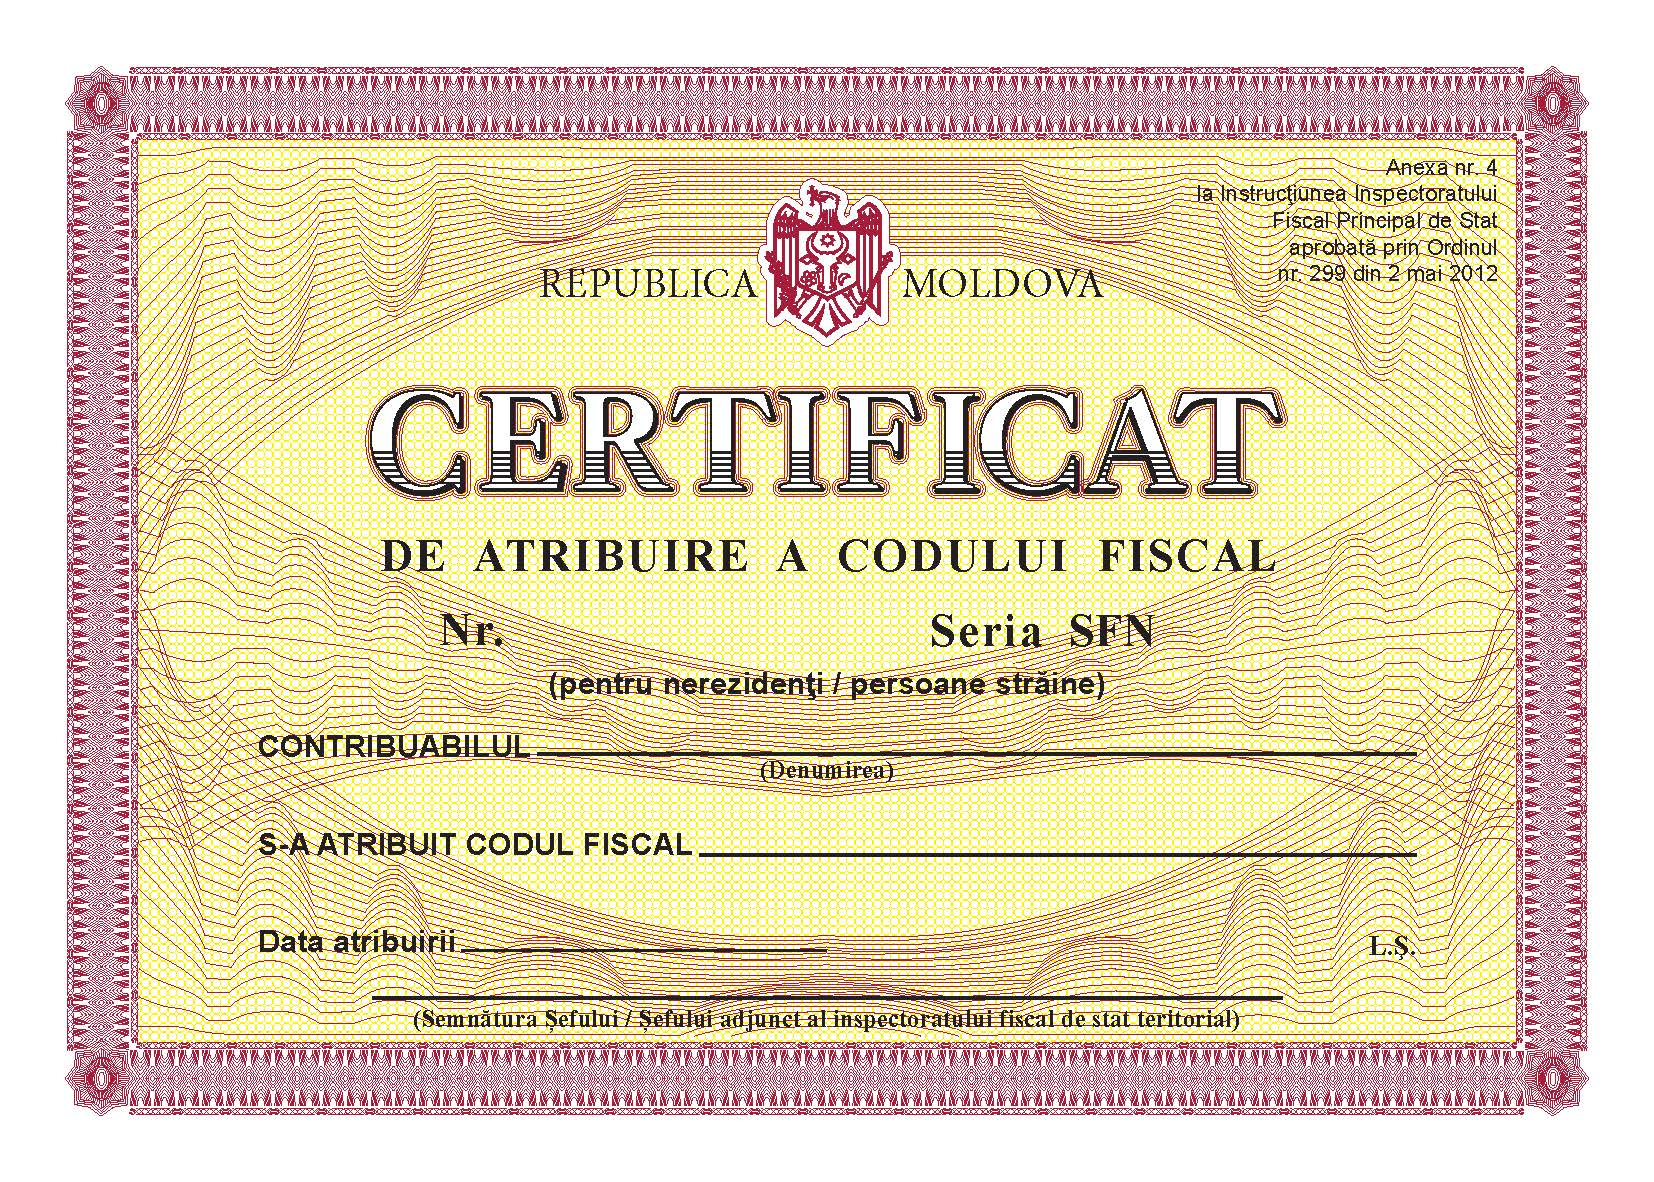 Anexa nr. 4
la Instrucţiunea Inspectoratului
Fiscal Principal de Stat
aprobată prin Ordinul
nr. 299 din 2 mai 2012
REPUBLICA MOLDOVA
CERTIFICAT
DE ATRIBUIRE A CODULUI FISCAL
Nr. Seria SFN
(pentru nerezidenţi / persoane străine)
CONTRIBUABILUL
(Denumirea)
S-A ATRIBUIT CODUL FISCAL
Data atribuirii
L.Ş.
(Semnătura Șefului / Șefului adjunct al inspectoratului fiscal de stat teritorial)